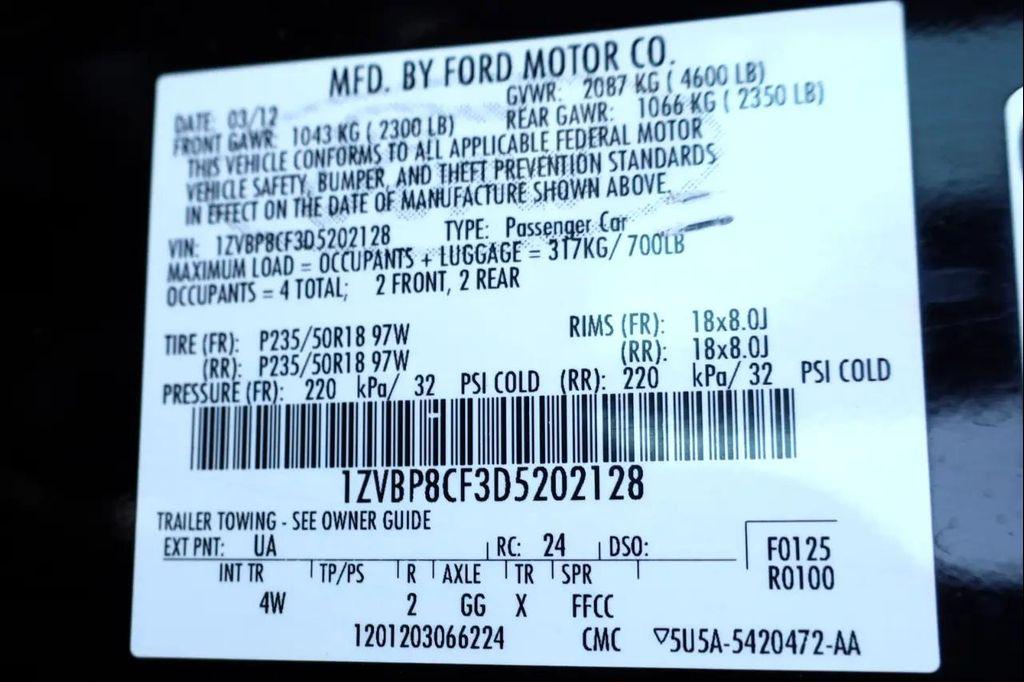 MFD. BY FORD MOTOR CO.
DATE: 03/12 GVWR: 2087 KG ( 4600 LB)
FRONT GAWR: 1043 KG ( 2300 LB) REAR GAWR: 1066 KG ( 2350 LB)
THIS VEHICLE CONFORMS TO ALL APPLICABLE FEDERAL MOTOR
VEHICLE SAFETY, BUMPER, AND THEFT PREVENTION STANDARDS
IN EFFECT ON THE DATE OF MANUFACTURE SHOWN ABOVE.
VIN: 1ZVBP8CF3D5202128 TYPE: Passenger Car
MAXIMUM LOAD = OCCUPANTS + LUGGAGE = 317KG/ 700LB
OCCUPANTS = 4 TOTAL; 2 FRONT, 2 REAR
TIRE (FR): P235/50R18 97W RIMS (FR): 18x8.0J
(RR): P235/50R18 97W (RR): 18x8.0J
PRESSURE (FR): 220 kPa/ 32 PSI COLD (RR): 220 kPa/ 32 PSI COLD
1ZVBP8CF3D5202128
TRAILER TOWING - SEE OWNER GUIDE
EXT PNT: UA RC: 24 DSO:
INT TR TP/PS R AXLE TR SPR
4W 2 GG X FFCC
F0125
R0100
1201203066224 CMC ▽5U5A-5420472-AA